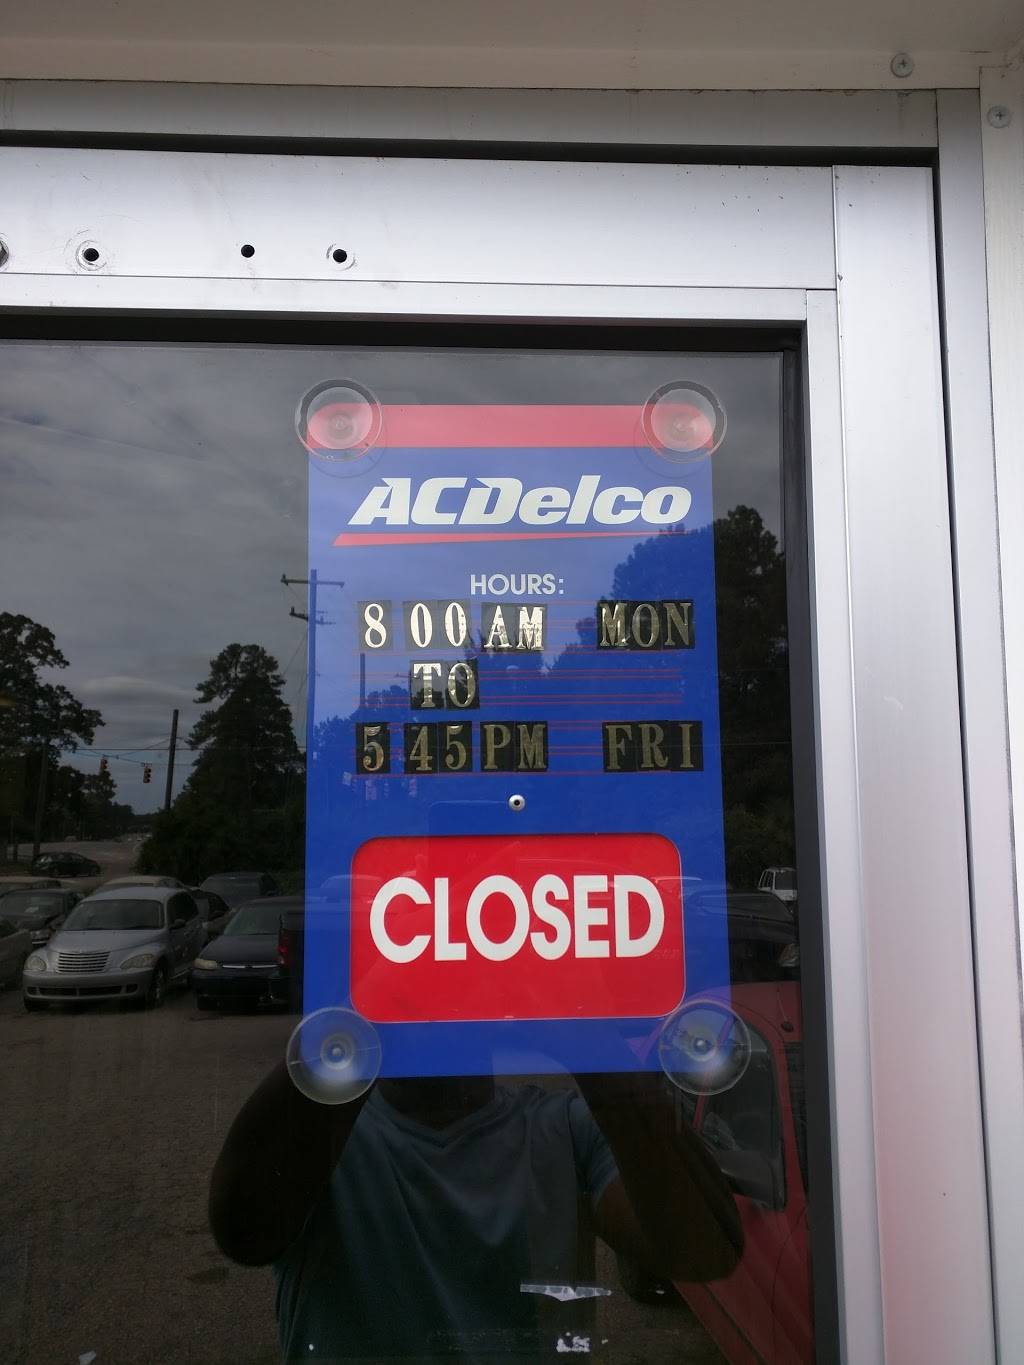 ACDelco
HOURS:
8 00 AM MON
TO
5 45 PM FRI
CLOSED